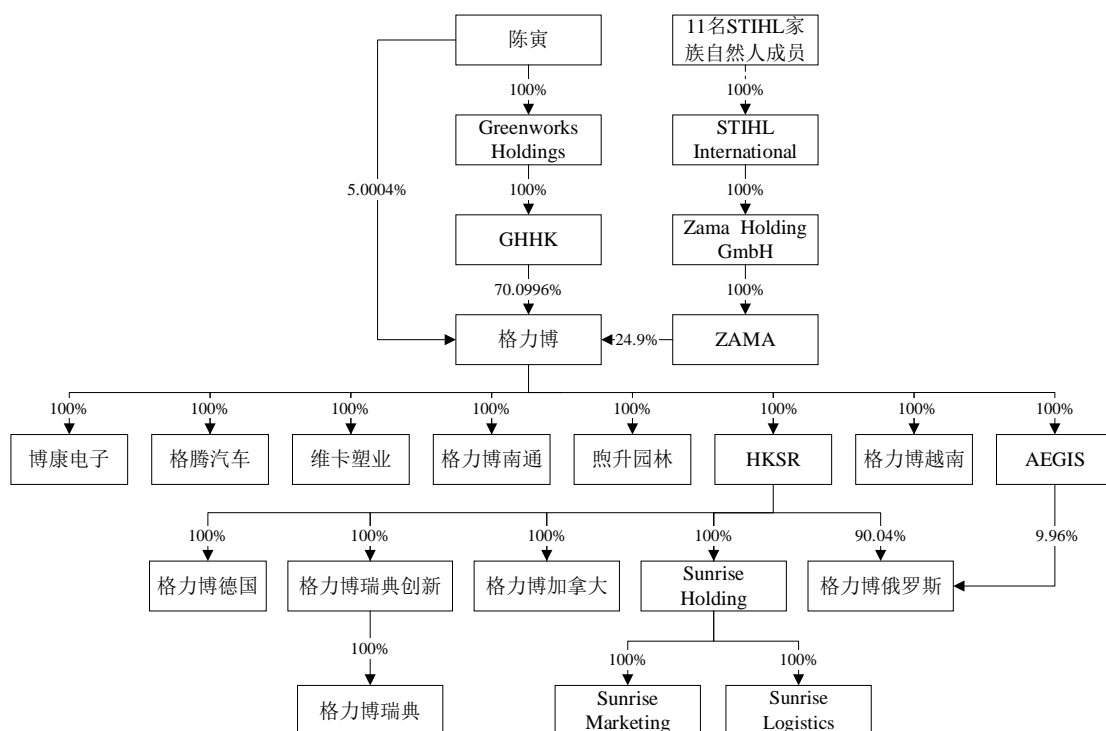 陈寅
11名STIHL家
族自然人成员
100%
100%
Greenworks
Holdings
STIHL
International
5.0004%
100%
100%
GHHK
Zama Holding
GmbH
70.0996%
100%
格力博
24.9%
ZAMA
100%
100%
100%
100%
100%
100%
100%
100%
博康电子
格腾汽车
维卡塑业
格力博南通
煦升园林
HKSR
格力博越南
AEGIS
100%
100%
100%
100%
90.04%
9.96%
格力博德国
格力博瑞典创新
格力博加拿大
Sunrise
Holding
格力博俄罗斯
100%
100%
100%
格力博瑞典
Sunrise
Marketing
Sunrise
Logistics